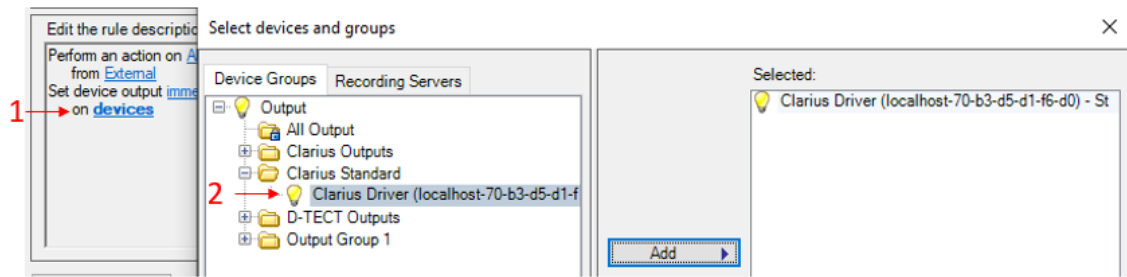 Edit the rule descriptic
Perform an action on A
from External
Set device output imme
on devices
1
Select devices and groups
Device Groups
Recording Servers
Output
All Output
Clarius Outputs
Clarius Standard
2
Clarius Driver (localhost-70-b3-d5-d1-f
D-TECT Outputs
Output Group 1
Add
Selected:
Clarius Driver (localhost-70-b3-d5-d1-f6-d0) - St